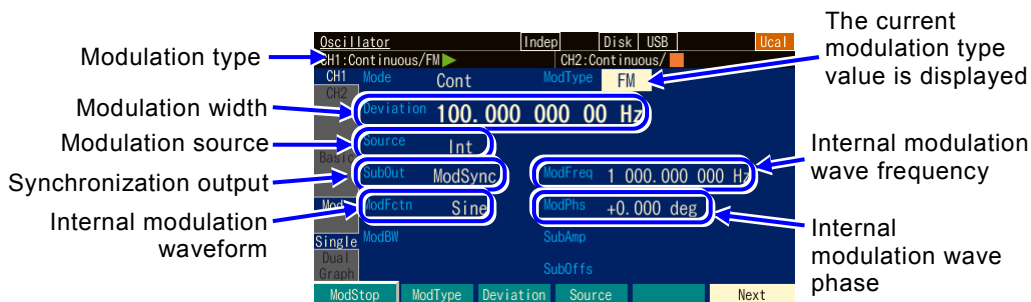 The current
modulation type
value is displayed
Modulation type
Modulation width
Modulation source
Synchronization output
Internal modulation
waveform
Internal modulation
wave frequency
Internal
modulation wave
phase
Oscillator Indep Disk USB Ucal
CH1:Continuous/FM CH2:Continuous/
CH1 Mode Cont ModType FM
CH2
Deviation 100.000 000 00 Hz
Source Int
Basic
SubOut ModSync ModFreq 1 000.000 000 Hz
Mod ModFctn Sine ModPhs +0.000 deg
Single ModBW SubAmp
Dual
Graph SubOffs
ModStop ModType Deviation Source Next